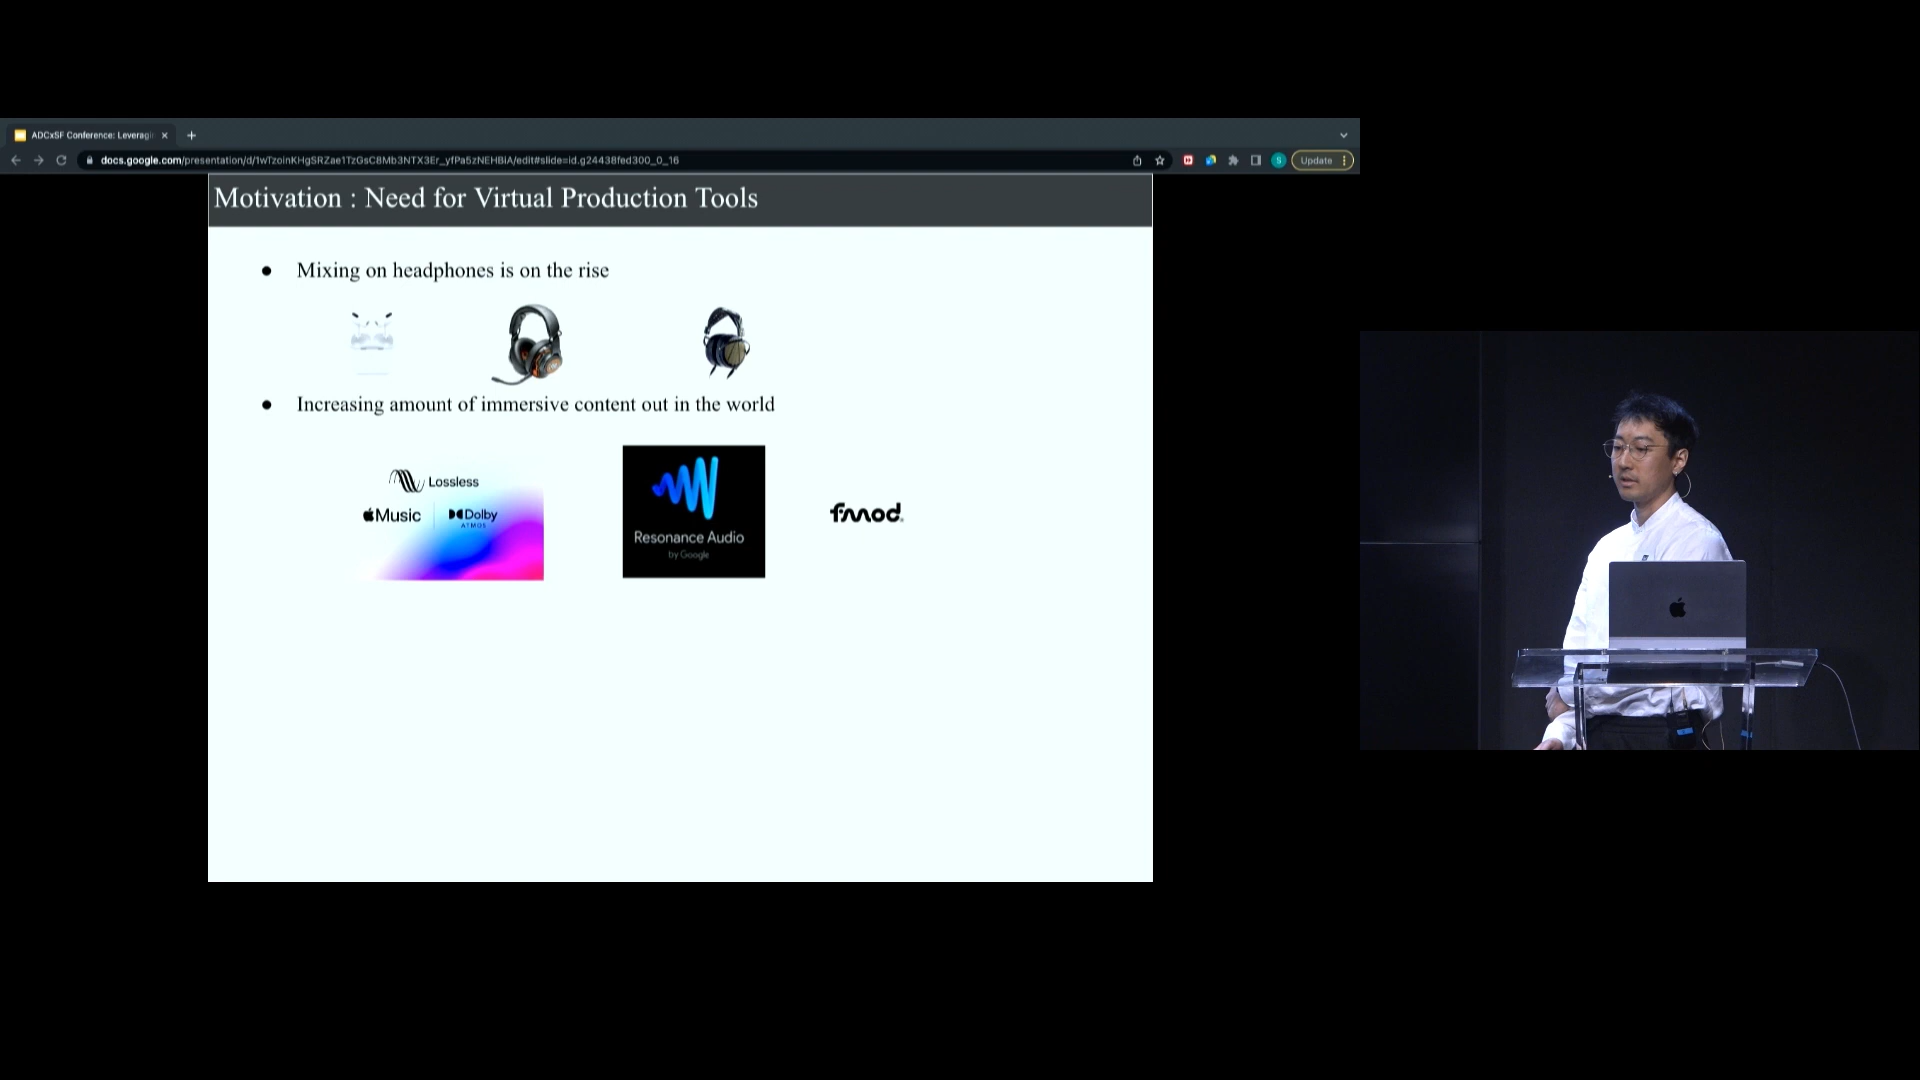 ADCxSF Conference: Leveragi
docs.google.com/presentation/d/1wTzoinKHgSRZae1TzGsC8Mb3NTX3Er_yfPa5zNEHBiA/edit#slide=id.g24438fed300_0_16
S
Update
Motivation : Need for Virtual Production Tools
● Mixing on headphones is on the rise
● Increasing amount of immersive content out in the world
Lossless
Music
Dolby
ATMOS
Resonance Audio
by Google
fmod